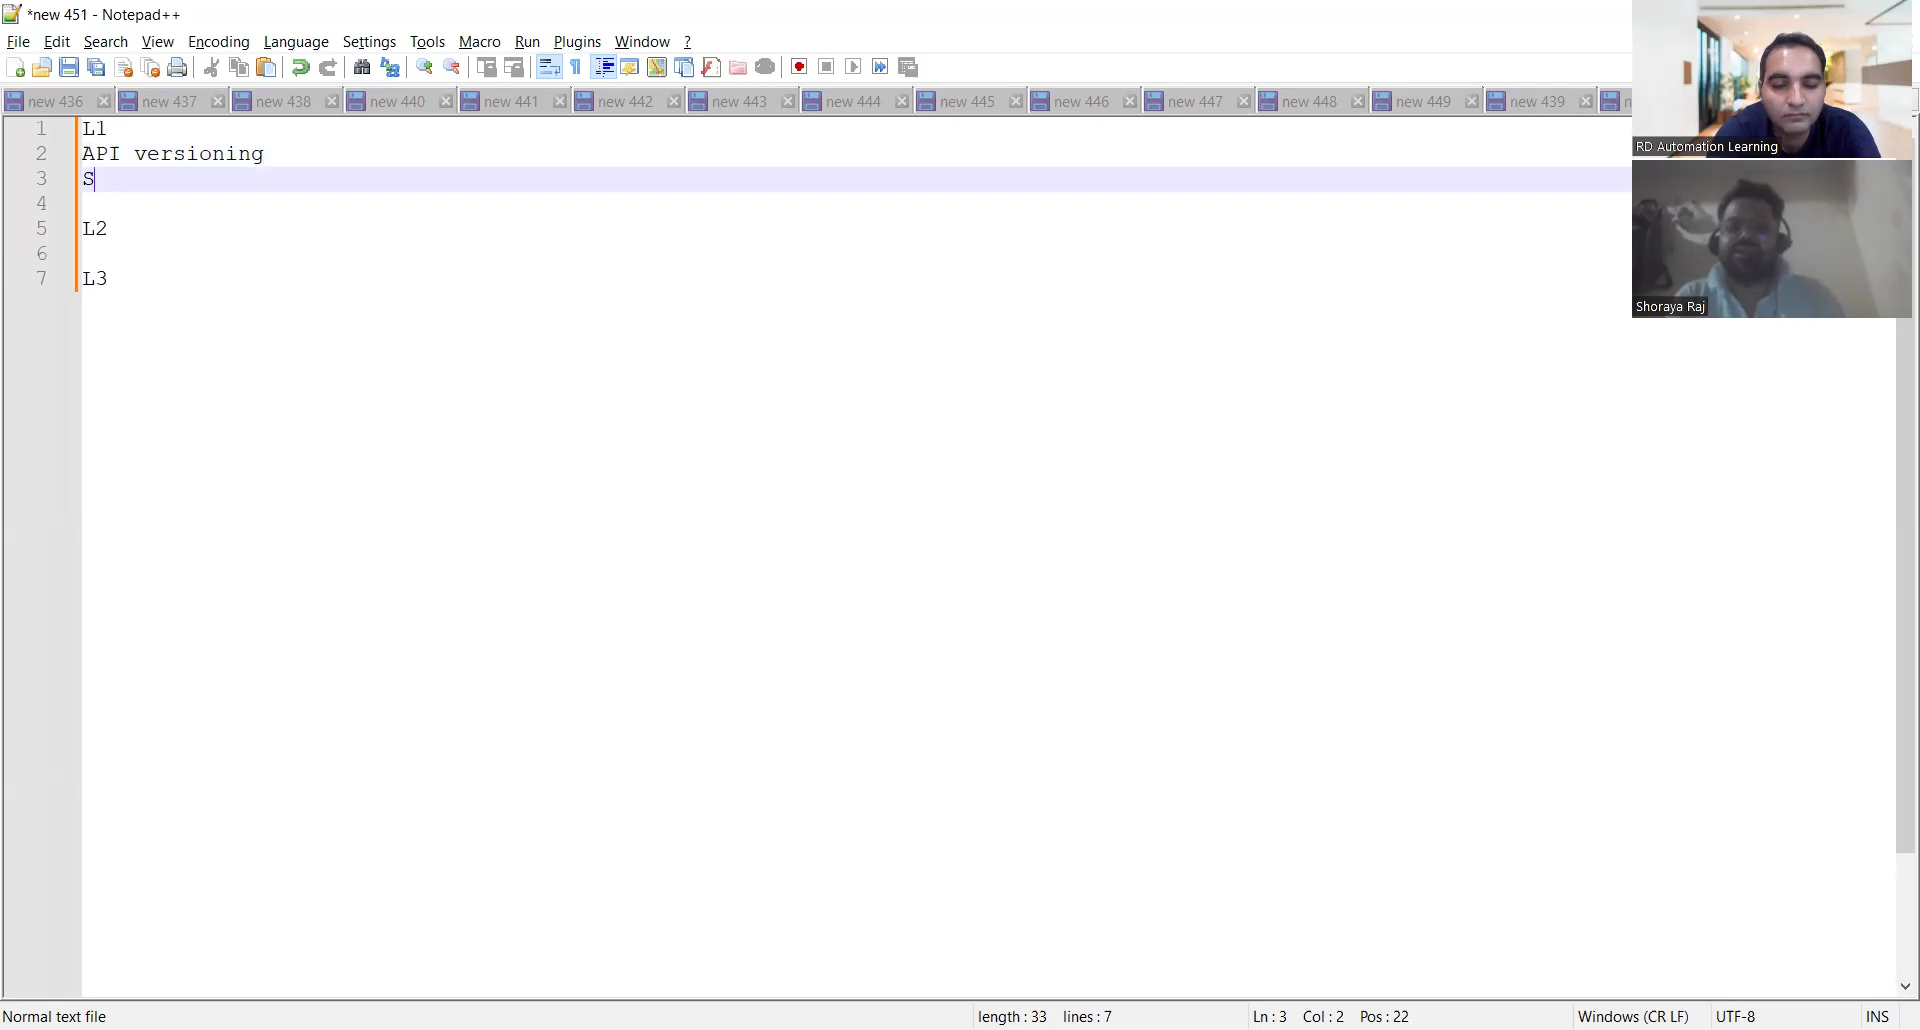 *new 451 - Notepad++
File Edit Search View Encoding Language Settings Tools Macro Run Plugins Window ?
new 436 new 437 new 438 new 440 new 441 new 442 new 443 new 444 new 445 new 446 new 447 new 448 new 449 new 439 n
1 L1
2 API versioning
3 S
4
5 L2
6
7 L3
RD Automation Learning
Shoraya Raj
Normal text file length : 33 lines : 7 Ln : 3 Col : 2 Pos : 22 Windows (CR LF) UTF-8 INS